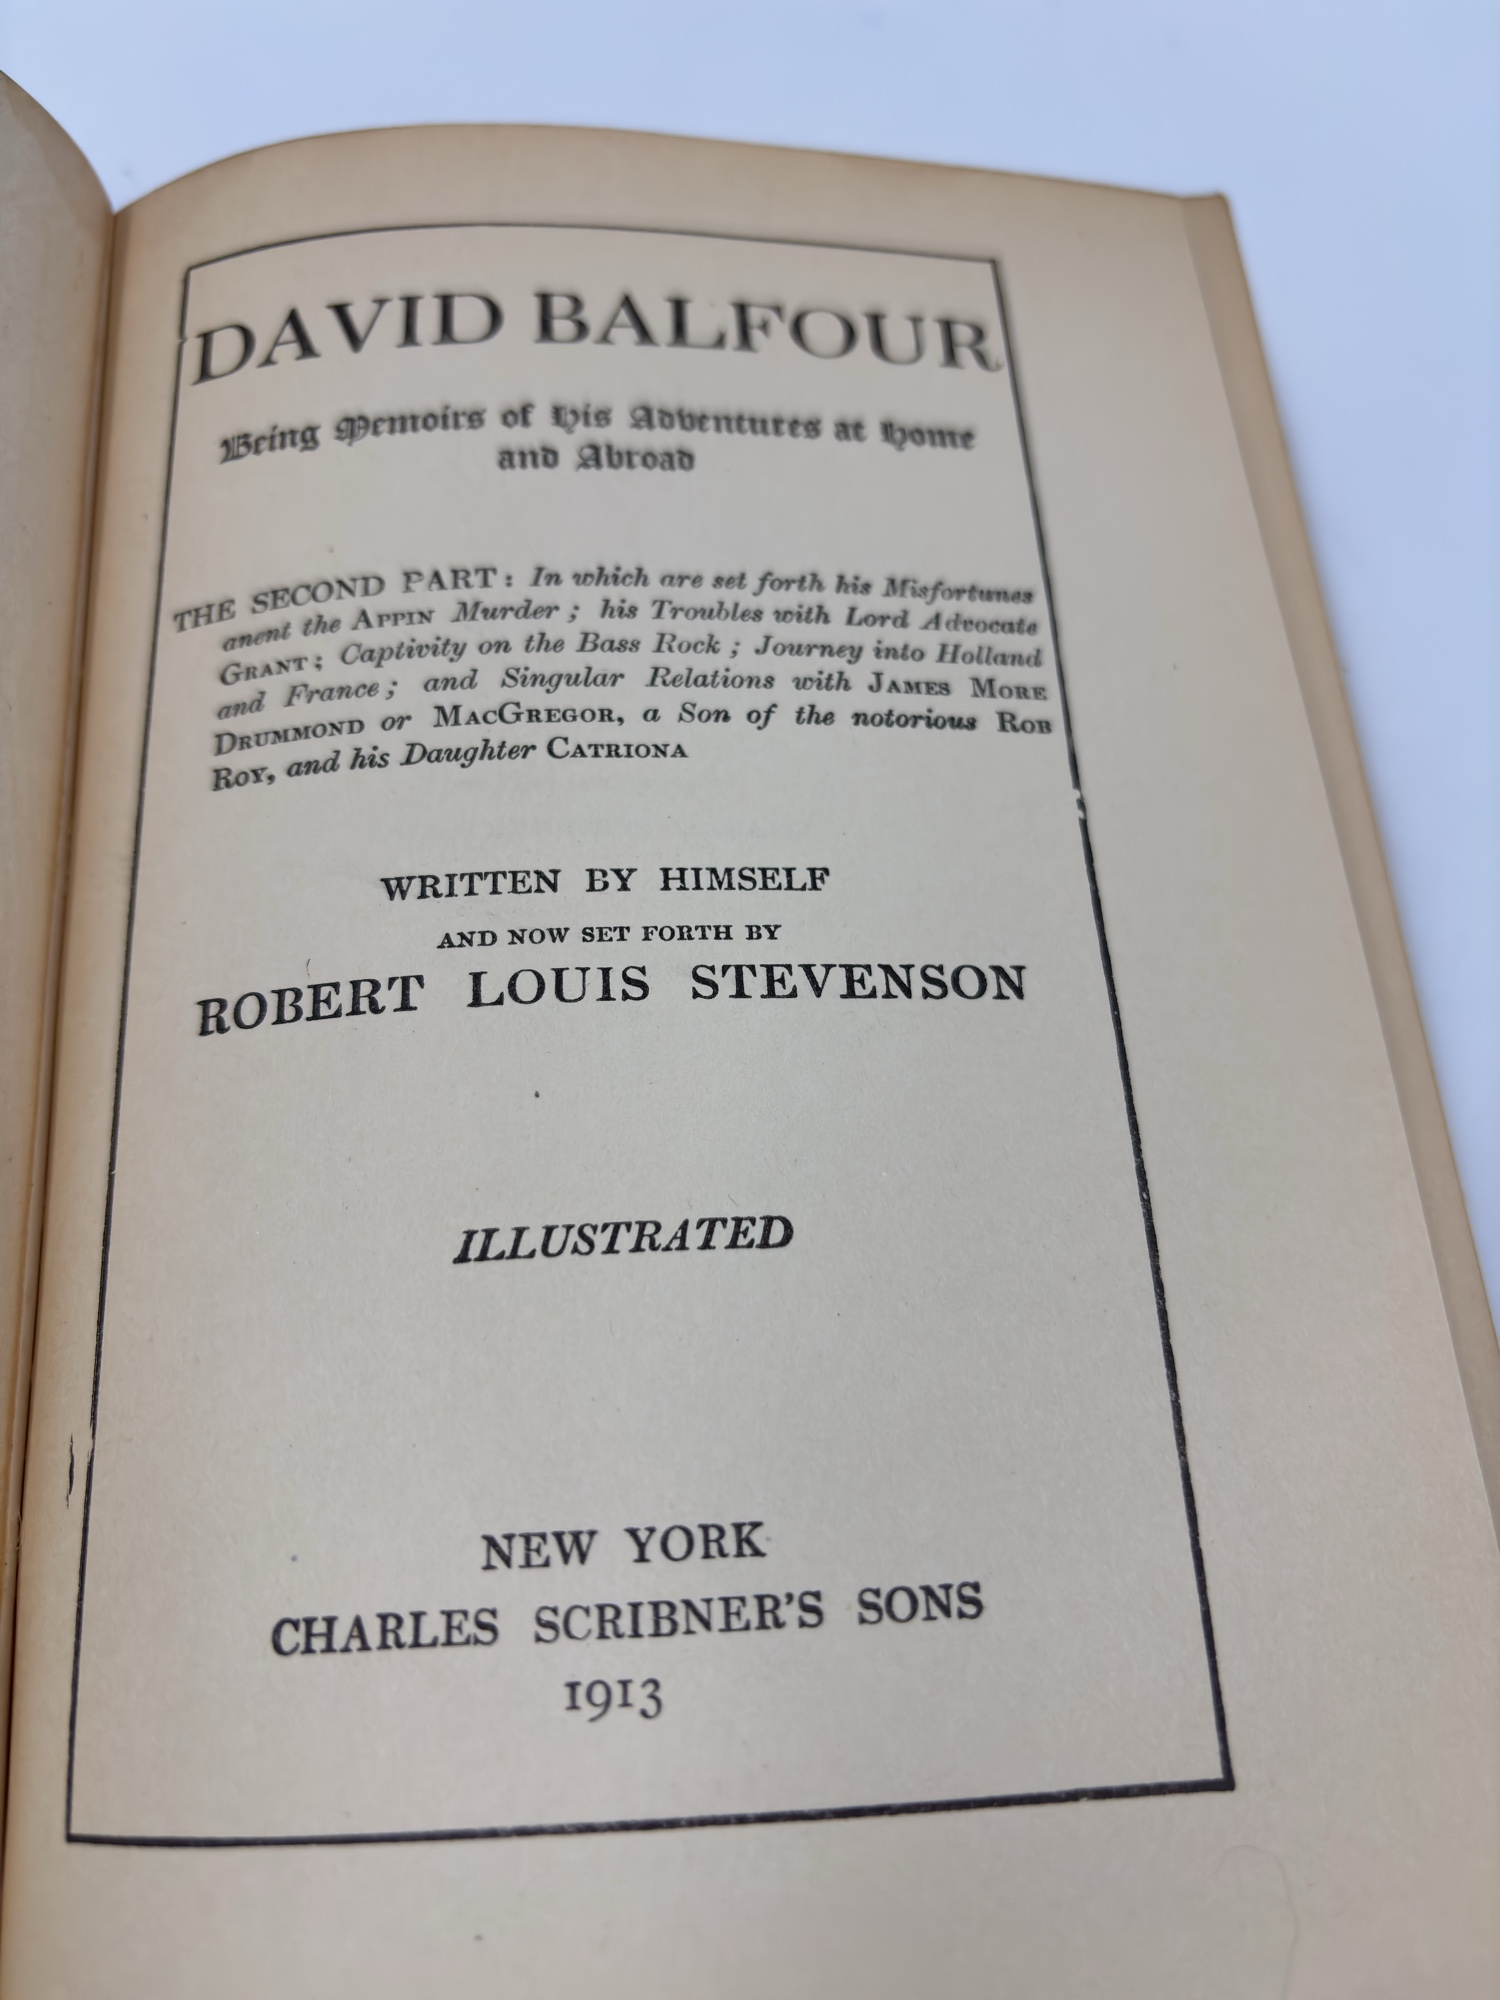 DAVID BALFOUR
Being Memoirs of His Adventures at Home
and Abroad
THE SECOND PART: In which are set forth his Misfortunes
anent the APPIN Murder; his Troubles with Lord Advocate
GRANT; Captivity on the Bass Rock; Journey into Holland
and France; and Singular Relations with JAMES MORE
DRUMMOND or MACGREGOR, a Son of the notorious ROB
ROY, and his Daughter CATRIONA
WRITTEN BY HIMSELF
AND NOW SET FORTH BY
ROBERT LOUIS STEVENSON
ILLUSTRATED
NEW YORK
CHARLES SCRIBNER'S SONS
1913